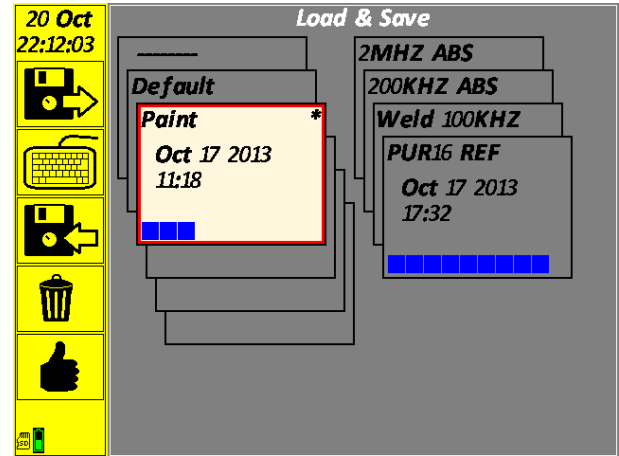 20 Oct
22:12:03
Load & Save
--------
Default
Paint *
Oct 17 2013
11:18
2MHZ ABS
200KHZ ABS
Weld 100KHZ
PUR16 REF
Oct 17 2013
17:32
SD